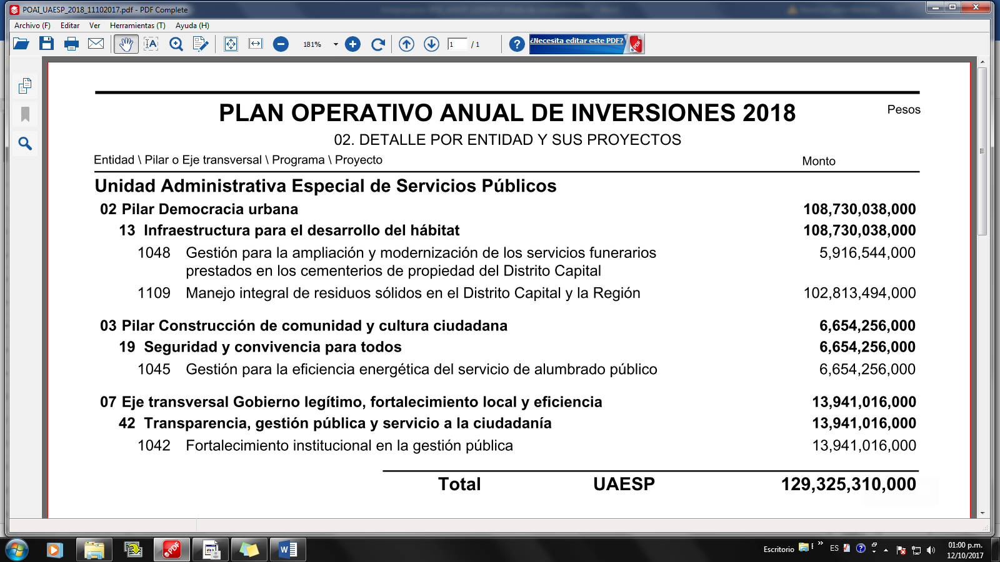 POAI_UAESP_2018_11102017.pdf - PDF Complete
Archivo (F) Editar Ver Herramientas (T) Ayuda (H)
181% 1 / 1 ¿Necesita editar este PDF? PDF
PLAN OPERATIVO ANUAL DE INVERSIONES 2018 Pesos
02. DETALLE POR ENTIDAD Y SUS PROYECTOS
Entidad \ Pilar o Eje transversal \ Programa \ Proyecto Monto
Unidad Administrativa Especial de Servicios Públicos
02 Pilar Democracia urbana 108,730,038,000
13 Infraestructura para el desarrollo del hábitat 108,730,038,000
1048 Gestión para la ampliación y modernización de los servicios funerarios 5,916,544,000
prestados en los cementerios de propiedad del Distrito Capital
1109 Manejo integral de residuos sólidos en el Distrito Capital y la Región 102,813,494,000
03 Pilar Construcción de comunidad y cultura ciudadana 6,654,256,000
19 Seguridad y convivencia para todos 6,654,256,000
1045 Gestión para la eficiencia energética del servicio de alumbrado público 6,654,256,000
07 Eje transversal Gobierno legítimo, fortalecimiento local y eficiencia 13,941,016,000
42 Transparencia, gestión pública y servicio a la ciudadanía 13,941,016,000
1042 Fortalecimiento institucional en la gestión pública 13,941,016,000
Total UAESP 129,325,310,000
PDF
Escritorio ES 01:00 p.m.
12/10/2017